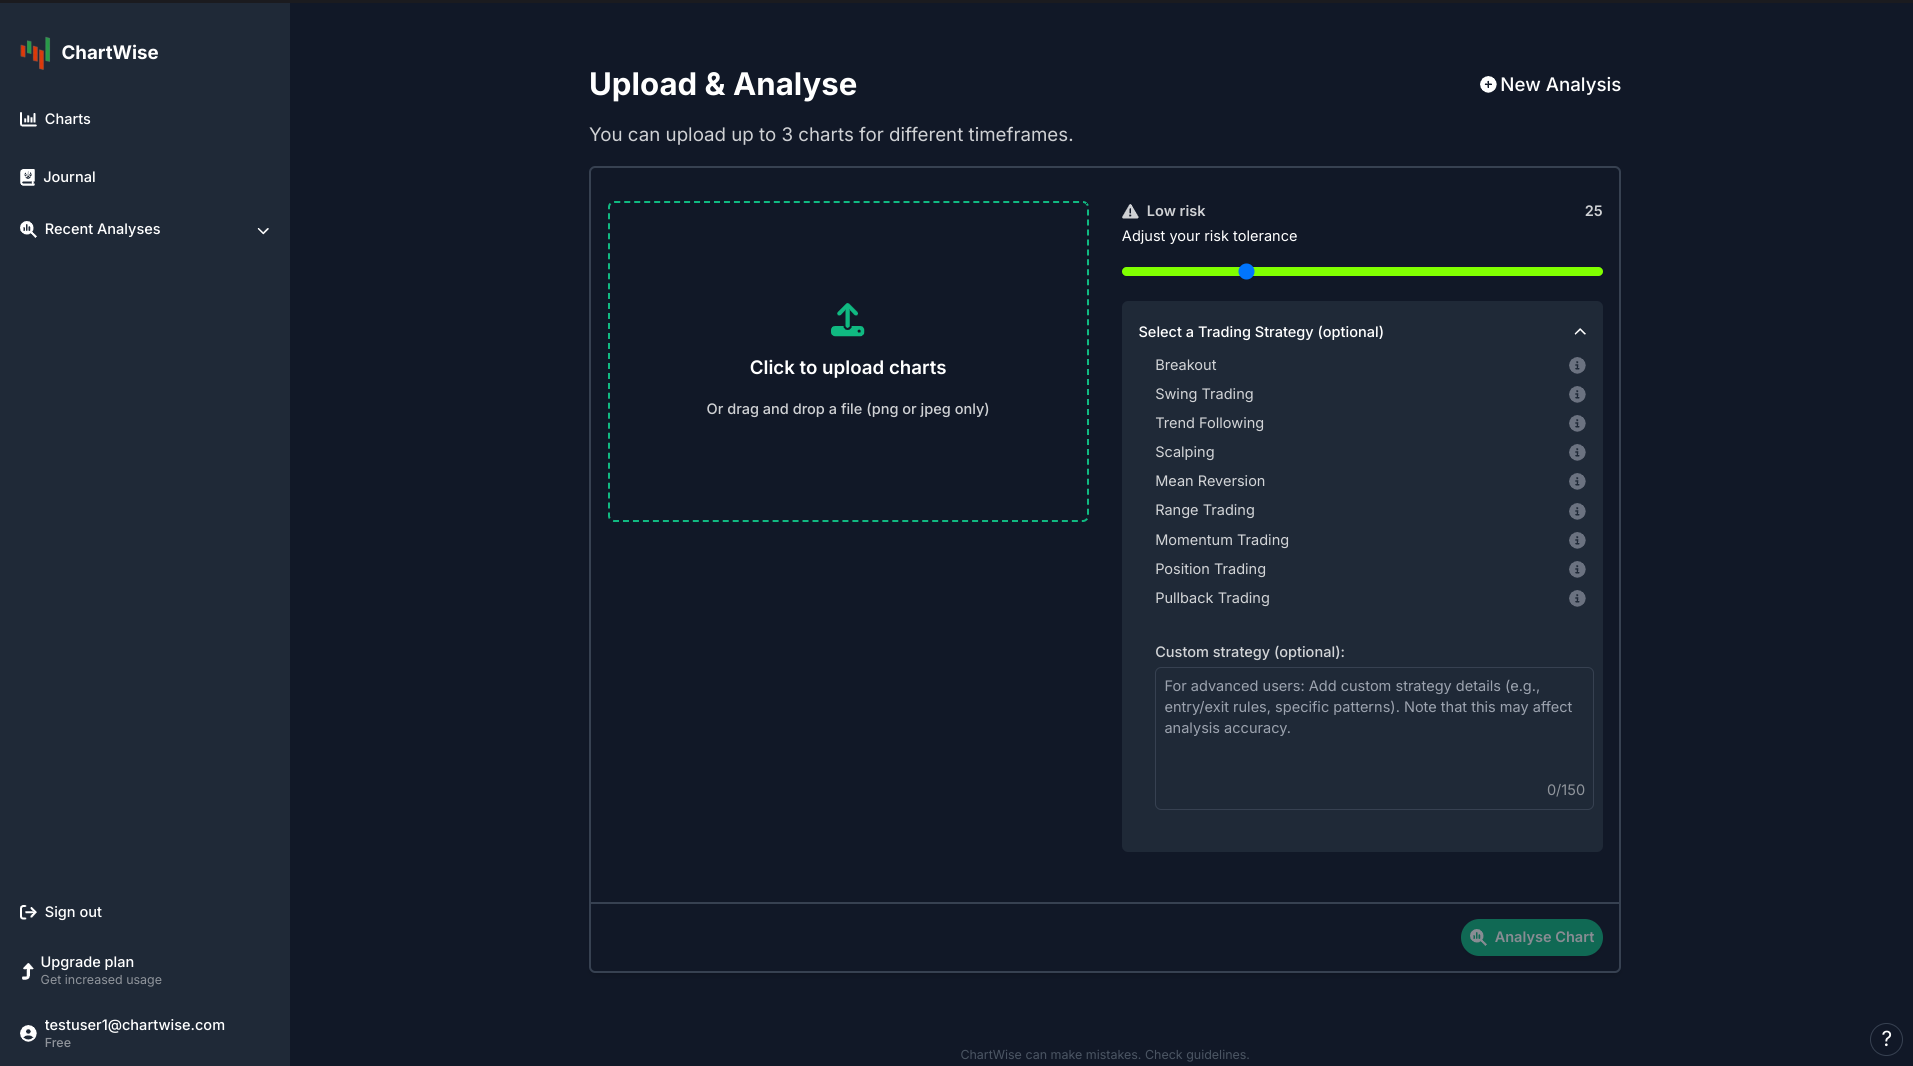 ChartWise
Charts
Journal
Recent Analyses
Sign out
Upgrade plan
Get increased usage
testuser1@chartwise.com
Free
Upload & Analyse
New Analysis
You can upload up to 3 charts for different timeframes.
Click to upload charts
Or drag and drop a file (png or jpeg only)
Low risk 25
Adjust your risk tolerance
Select a Trading Strategy (optional)
Breakout
Swing Trading
Trend Following
Scalping
Mean Reversion
Range Trading
Momentum Trading
Position Trading
Pullback Trading
Custom strategy (optional):
For advanced users: Add custom strategy details (e.g.,
entry/exit rules, specific patterns). Note that this may affect
analysis accuracy.
0/150
Analyse Chart
ChartWise can make mistakes. Check guidelines.
?